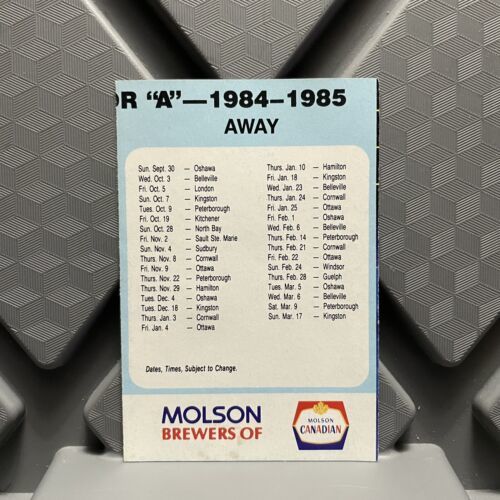 OR "A"—1984–1985
AWAY
Sun. Sept. 30 — Oshawa
Wed. Oct. 3 — Belleville
Fri. Oct. 5 — London
Sun. Oct. 7 — Kingston
Tues. Oct. 9 — Peterborough
Fri. Oct. 19 — Kitchener
Sun. Oct. 28 — North Bay
Fri. Nov. 2 — Sault Ste. Marie
Sun. Nov. 4 — Sudbury
Thurs. Nov. 8 — Cornwall
Fri. Nov. 9 — Ottawa
Thurs. Nov. 22 — Peterborough
Thurs. Nov. 29 — Hamilton
Tues. Dec. 4 — Oshawa
Tues. Dec. 18 — Kingston
Thurs. Jan. 3 — Cornwall
Fri. Jan. 4 — Ottawa
Thurs. Jan. 10 — Hamilton
Fri. Jan. 18 — Kingston
Wed. Jan. 23 — Belleville
Thurs. Jan. 24 — Cornwall
Fri. Jan. 25 — Ottawa
Fri. Feb. 1 — Oshawa
Wed. Feb. 6 — Belleville
Thurs. Feb. 14 — Peterborough
Thurs. Feb. 21 — Cornwall
Fri. Feb. 22 — Ottawa
Sun. Feb. 24 — Windsor
Thurs. Feb. 28 — Guelph
Tues. Mar. 5 — Oshawa
Wed. Mar. 6 — Belleville
Sat. Mar. 9 — Peterborough
Sun. Mar. 17 — Kingston
Dates, Times, Subject to Change.
MOLSON
BREWERS OF
MOLSON
CANADIAN